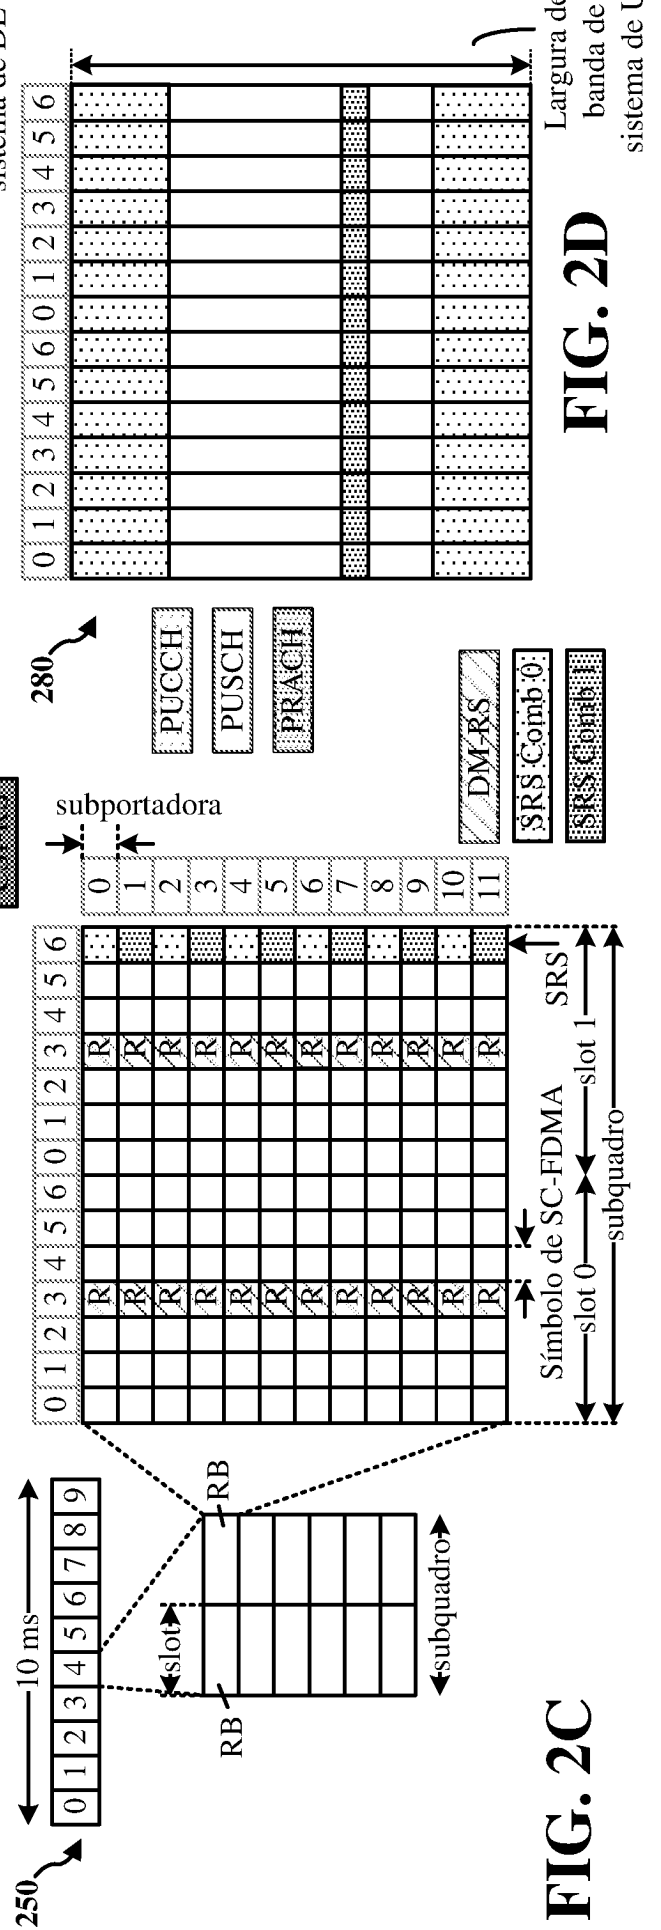 250
10 ms
0 1 2 3 4 5 6 7 8 9
RB
RB
slot
subquadro
0 1 2 3 4 5 6 0 1 2 3 4 5 6
subportadora
0
1
2
3
4
5
6
7
8
9
10
11
R R
R R
R R
R R
R R
R R
R R
R R
R R
R R
R R
R R
Símbolo de SC-FDMA
SRS
slot 0
slot 1
subquadro
DM-RS
SRS Comb 0
SRS Comb 1
FIG. 2C
280
0 1 2 3 4 5 6 0 1 2 3 4 5 6
PUCCH
PUSCH
PRACH
Largura de
banda de
sistema de U
FIG. 2D
sistema de DL